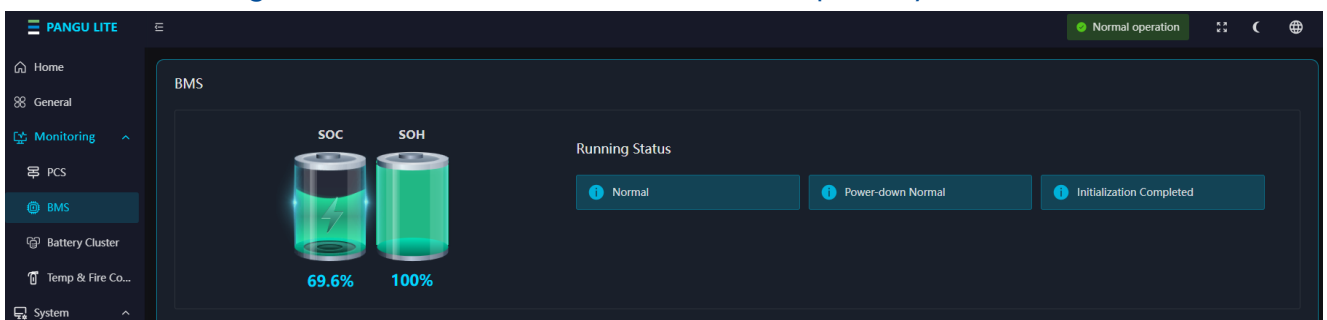 PANGU LITE
Normal operation
Home
General
Monitoring
PCS
BMS
Battery Cluster
Temp & Fire Co...
System
BMS
SOC SOH
69.6% 100%
Running Status
Normal Power-down Normal Initialization Completed